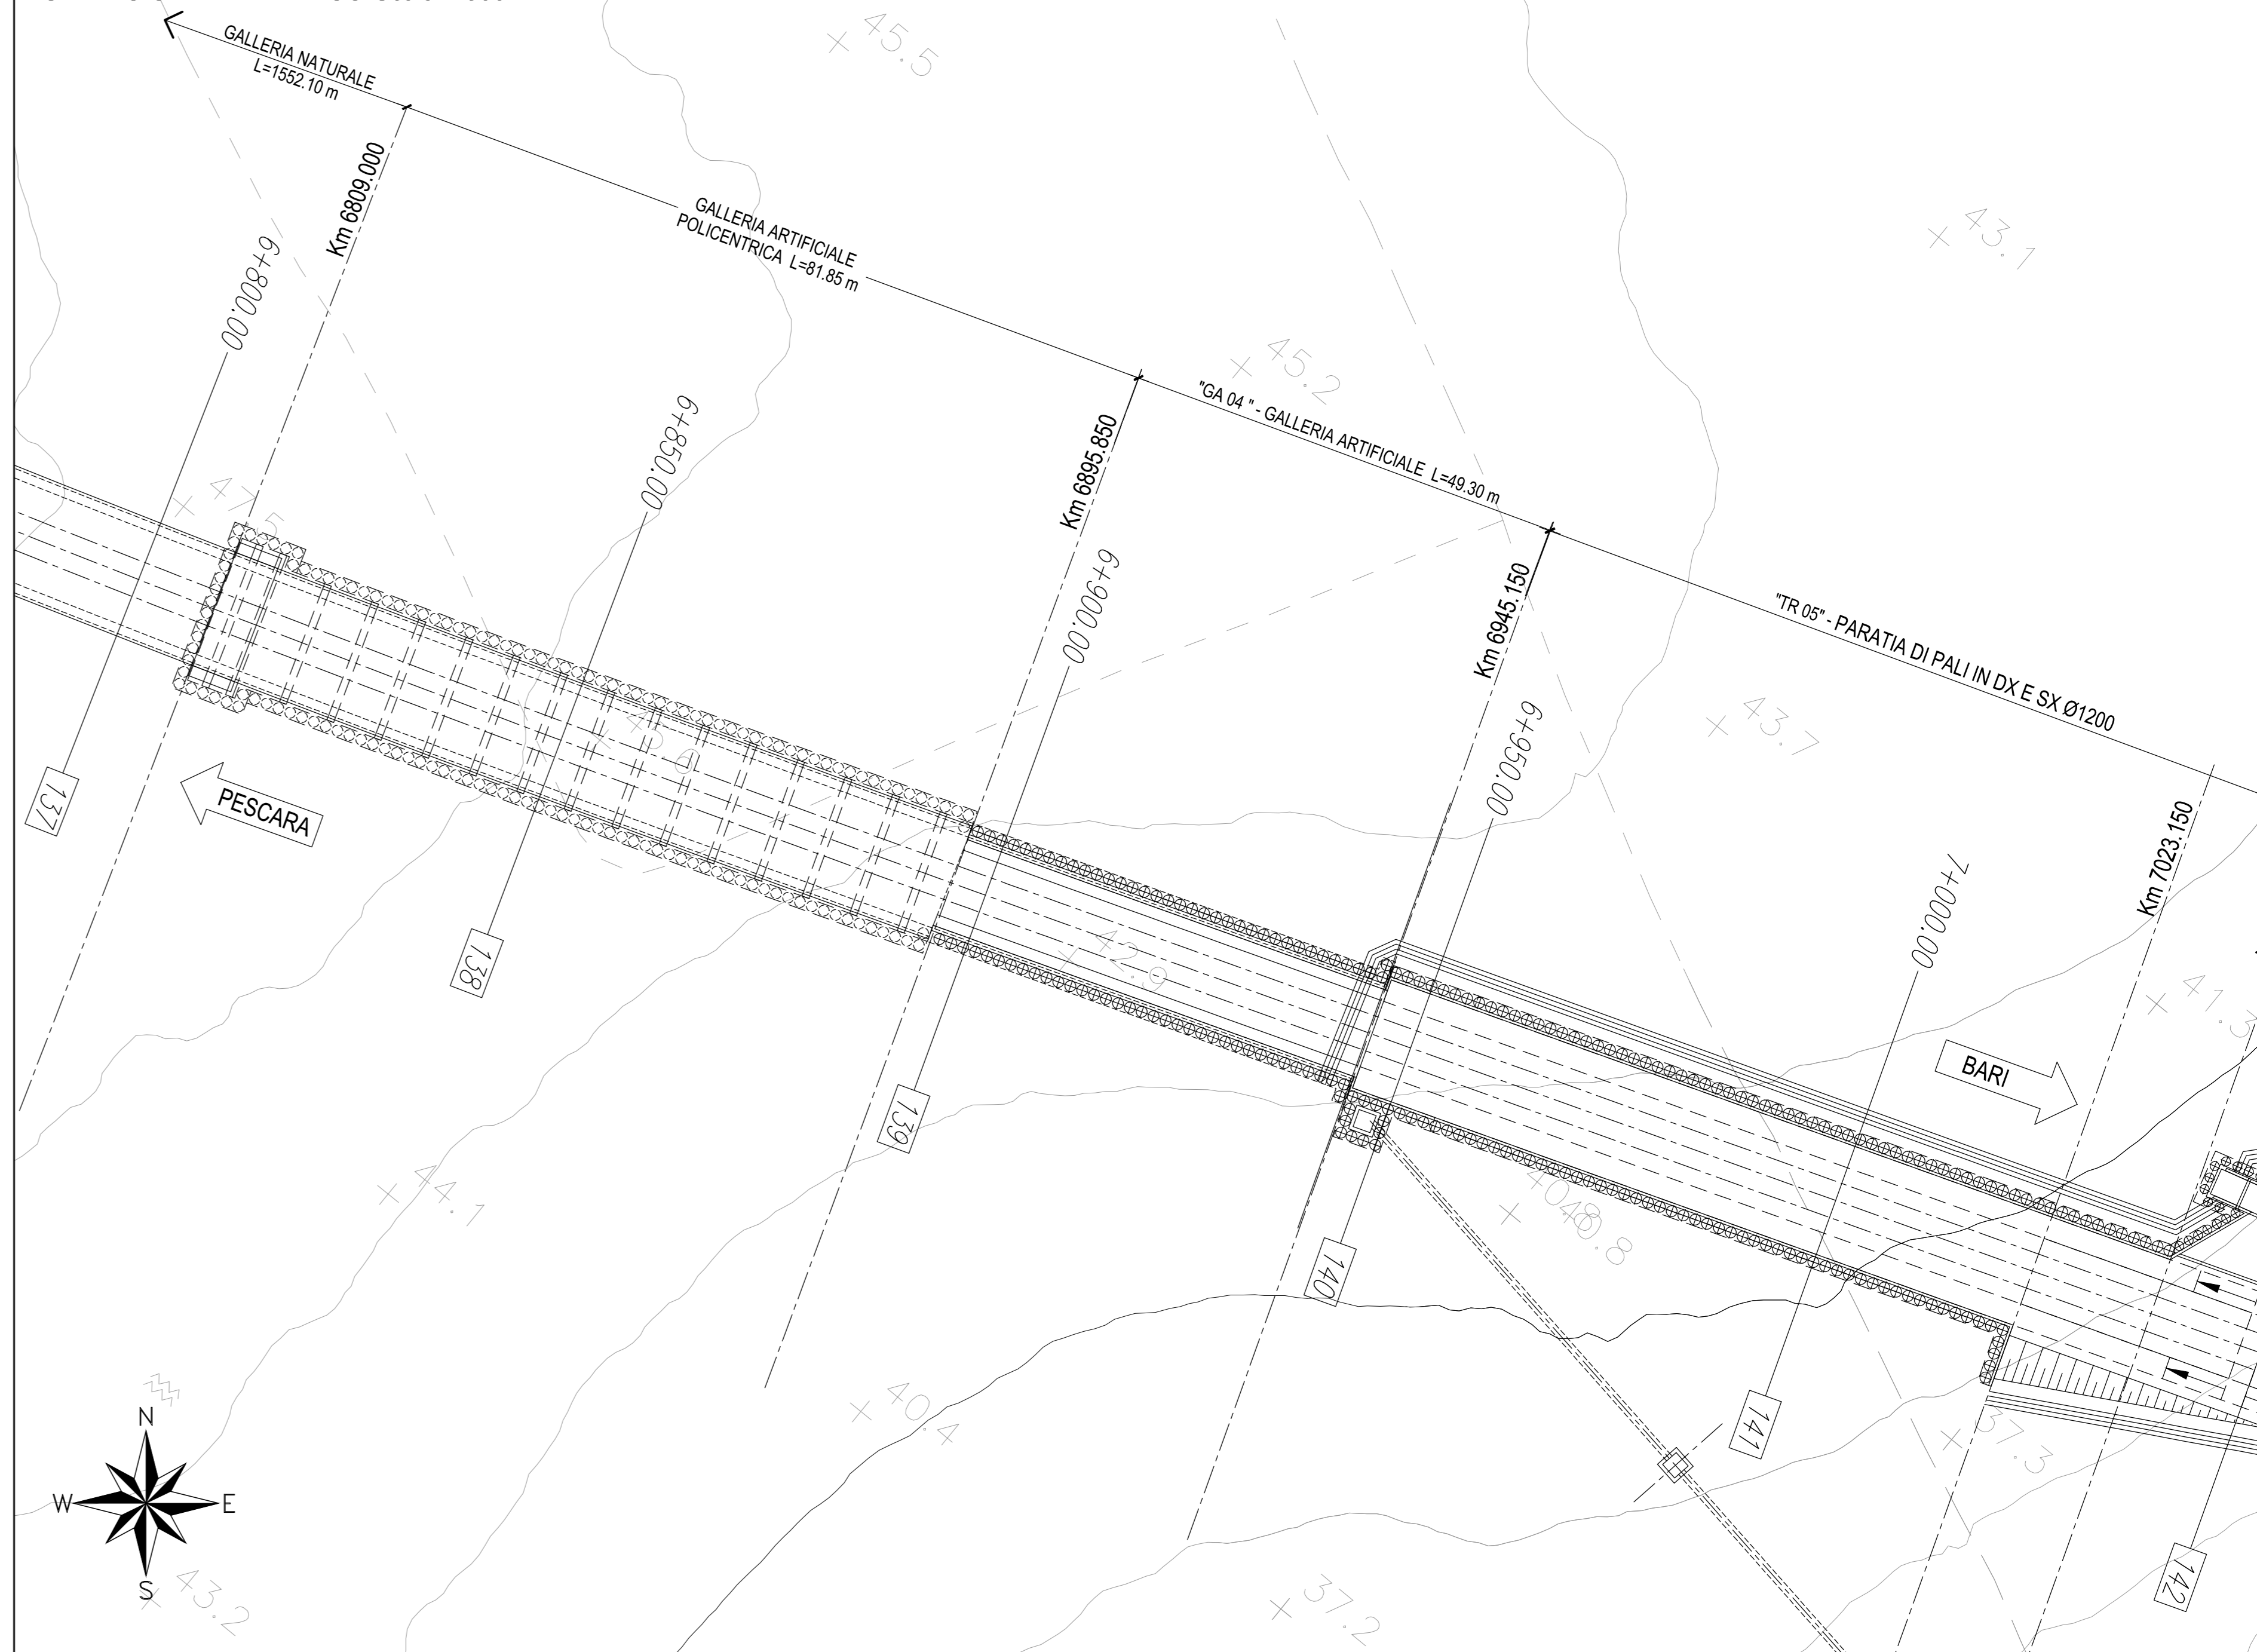 GALLERIA NATURALE
L=1552.10 m
GALLERIA ARTIFICIALE
POLICENTRICA L=81.85 m
"GA 04 " - GALLERIA ARTIFICIALE L=49.30 m
"TR 05" - PARATIA DI PALI IN DX E SX Ø1200
Km 6809.000
Km 6895.850
Km 6945.150
Km 7023.150
6+800.00
6+850.00
6+900.00
6+950.00
7+000.00
137
138
139
140
141
142
PESCARA
BARI
45.5
43.1
45.2
43.7
42.9
41.3
44.1
40.4
37.3
37.2
43.2
N
W
E
S